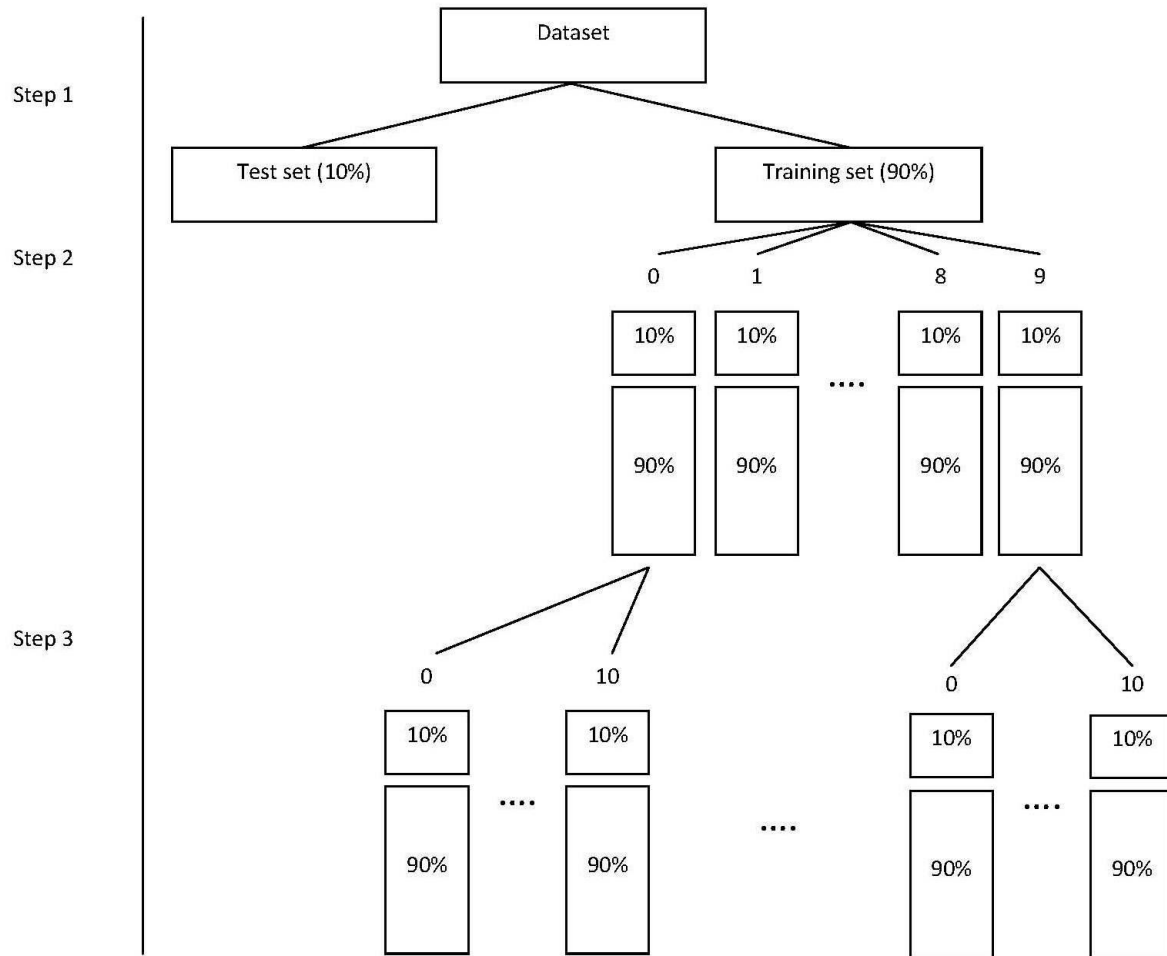 Dataset
Step 1
Test set (10%)
Training set (90%)
Step 2
0 1 8 9
10% 10% 10% 10%
....
90% 90% 90% 90%
Step 3
0 10 0 10
10% 10% 10% 10%
.... .... ....
90% 90% 90% 90%